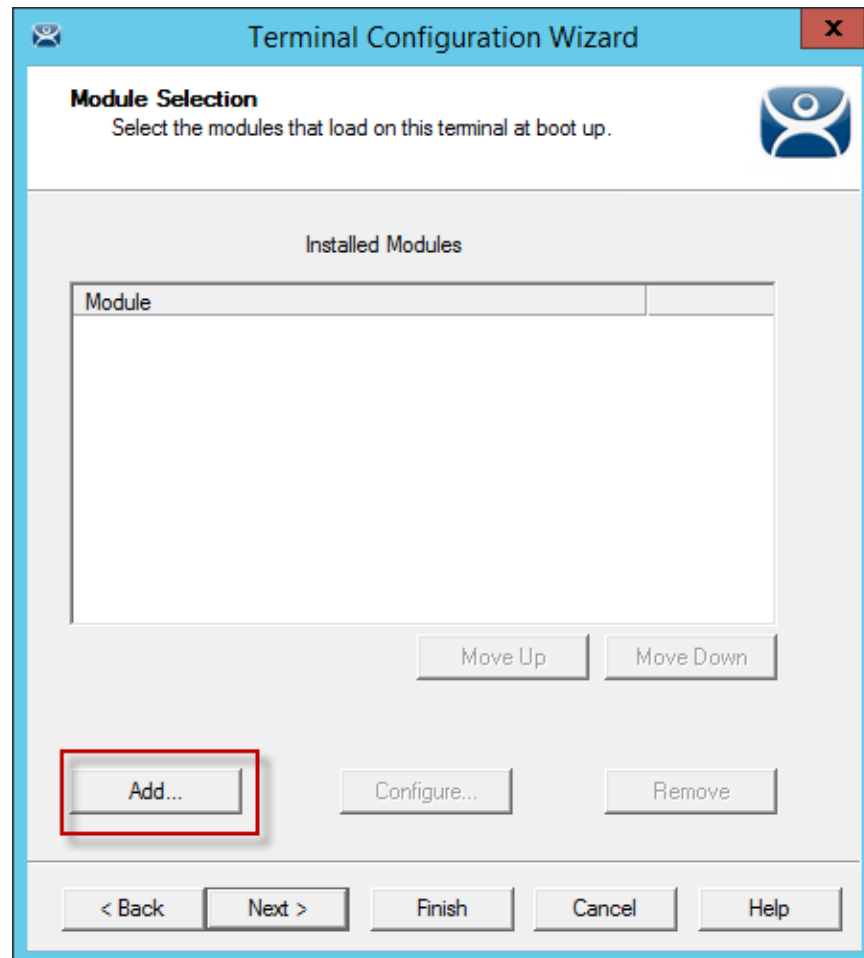 Terminal Configuration Wizard
x
Module Selection
Select the modules that load on this terminal at boot up.
Installed Modules
Module
Move Up Move Down
Add... Configure... Remove
< Back Next > Finish Cancel Help